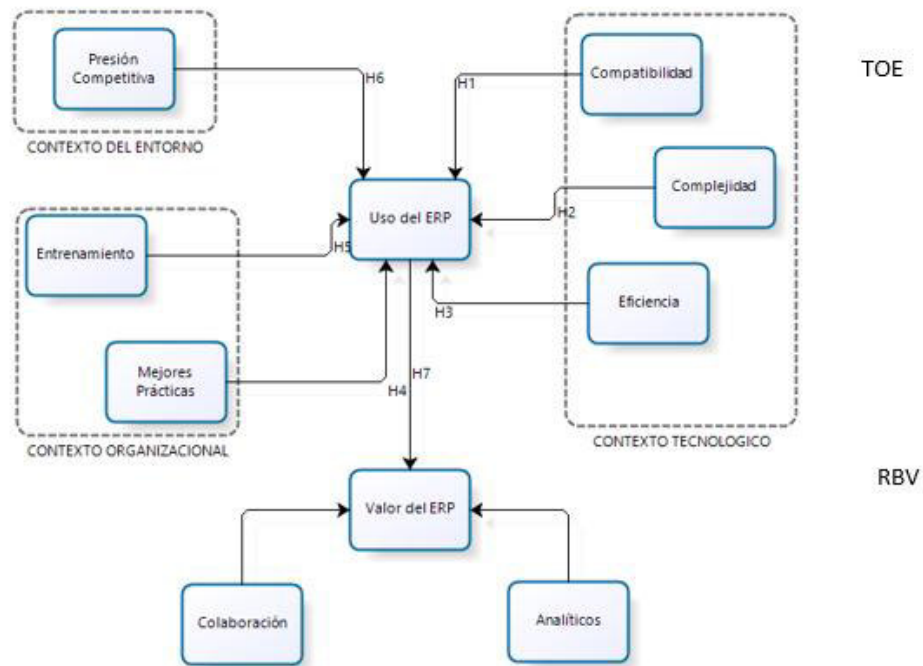 Presión
Competitiva
CONTEXTO DEL ENTORNO
H6
H1
Compatibilidad
TOE
Complejidad
H2
Uso del ERP
Entrenamiento
H5
Eficiencia
H3
Mejores
Prácticas
H4
H7
CONTEXTO ORGANIZACIONAL
CONTEXTO TECNOLOGICO
RBV
Valor del ERP
Colaboración
Analíticos